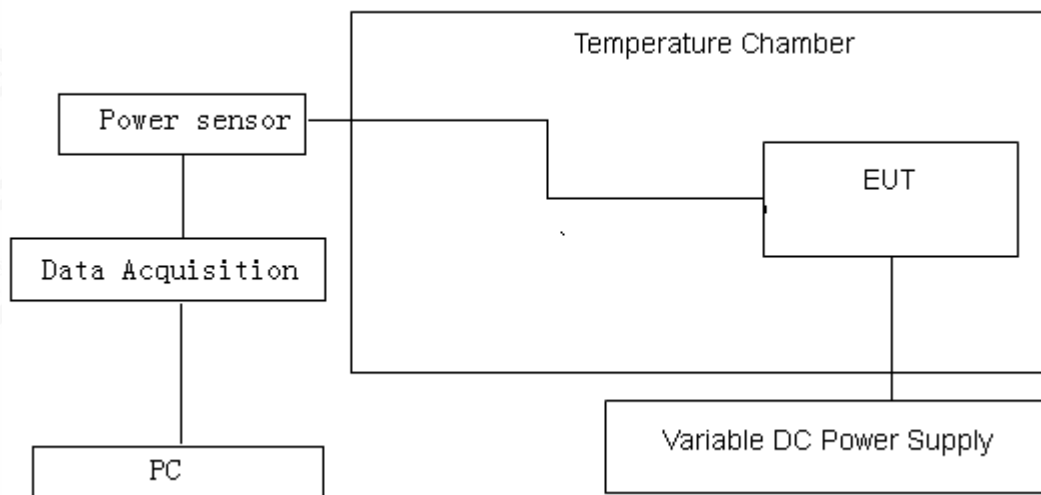 Temperature Chamber
Power sensor
EUT
Data Acquisition
Variable DC Power Supply
PC